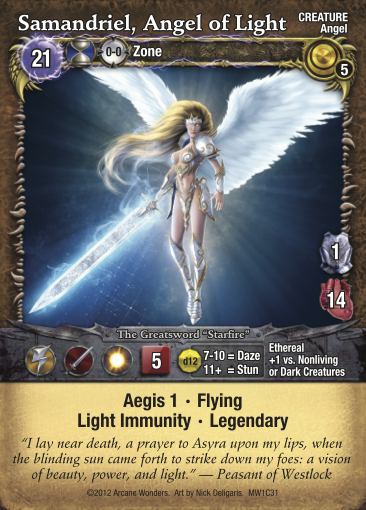 Samandriel, Angel of Light
CREATURE
Angel
21
0-0 Zone
5
1
14
The Greatsword "Starfire"
5
d12
7-10 = Daze
11+ = Stun
Ethereal
+1 vs. Nonliving
or Dark Creatures
Aegis 1 · Flying
Light Immunity · Legendary
"I lay near death, a prayer to Asyra upon my lips, when
the blinding sun came forth to strike down my foes: a vision
of beauty, power, and light." — Peasant of Westlock
©2012 Arcane Wonders. Art by Nick Deligaris. MW1C31